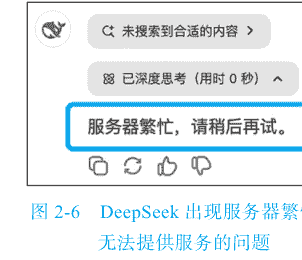 未搜索到合适的内容
已深度思考（用时 0 秒）
服务器繁忙，请稍后再试。
图 2-6 DeepSeek 出现服务器繁
无法提供服务的问题